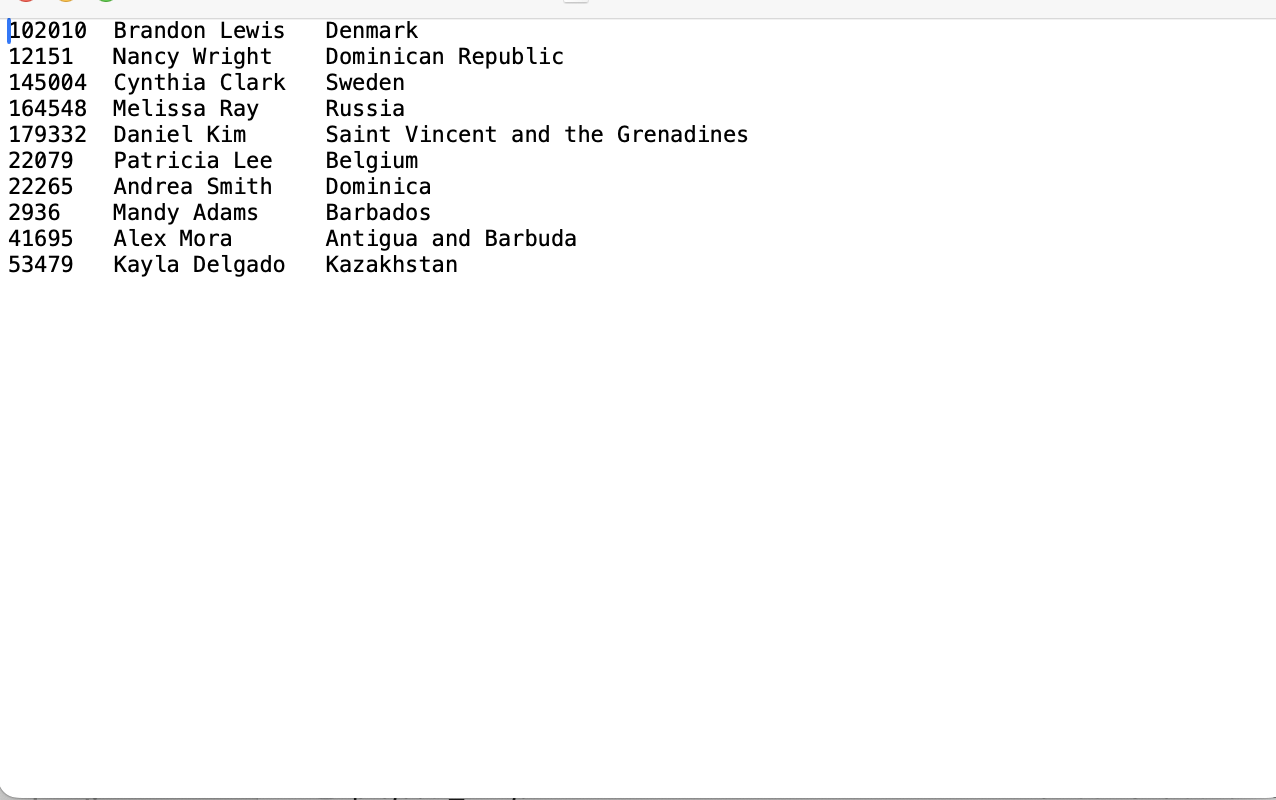 102010  Brandon Lewis   Denmark
12151   Nancy Wright    Dominican Republic
145004  Cynthia Clark   Sweden
164548  Melissa Ray     Russia
179332  Daniel Kim      Saint Vincent and the Grenadines
22079   Patricia Lee    Belgium
22265   Andrea Smith    Dominica
2936    Mandy Adams     Barbados
41695   Alex Mora       Antigua and Barbuda
53479   Kayla Delgado   Kazakhstan